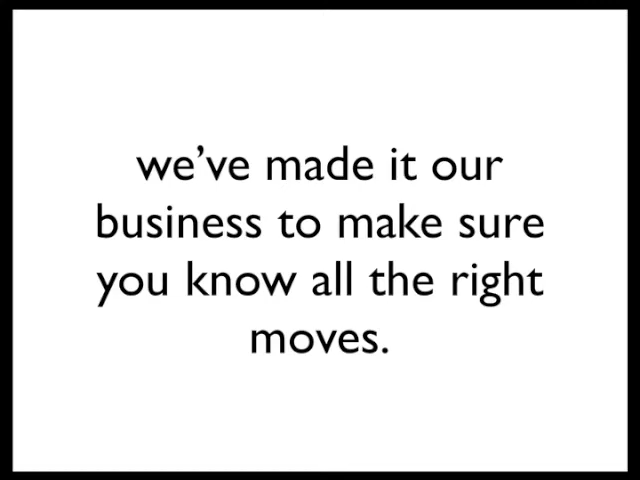 we’ve made it our
business to make sure
you know all the right
moves.